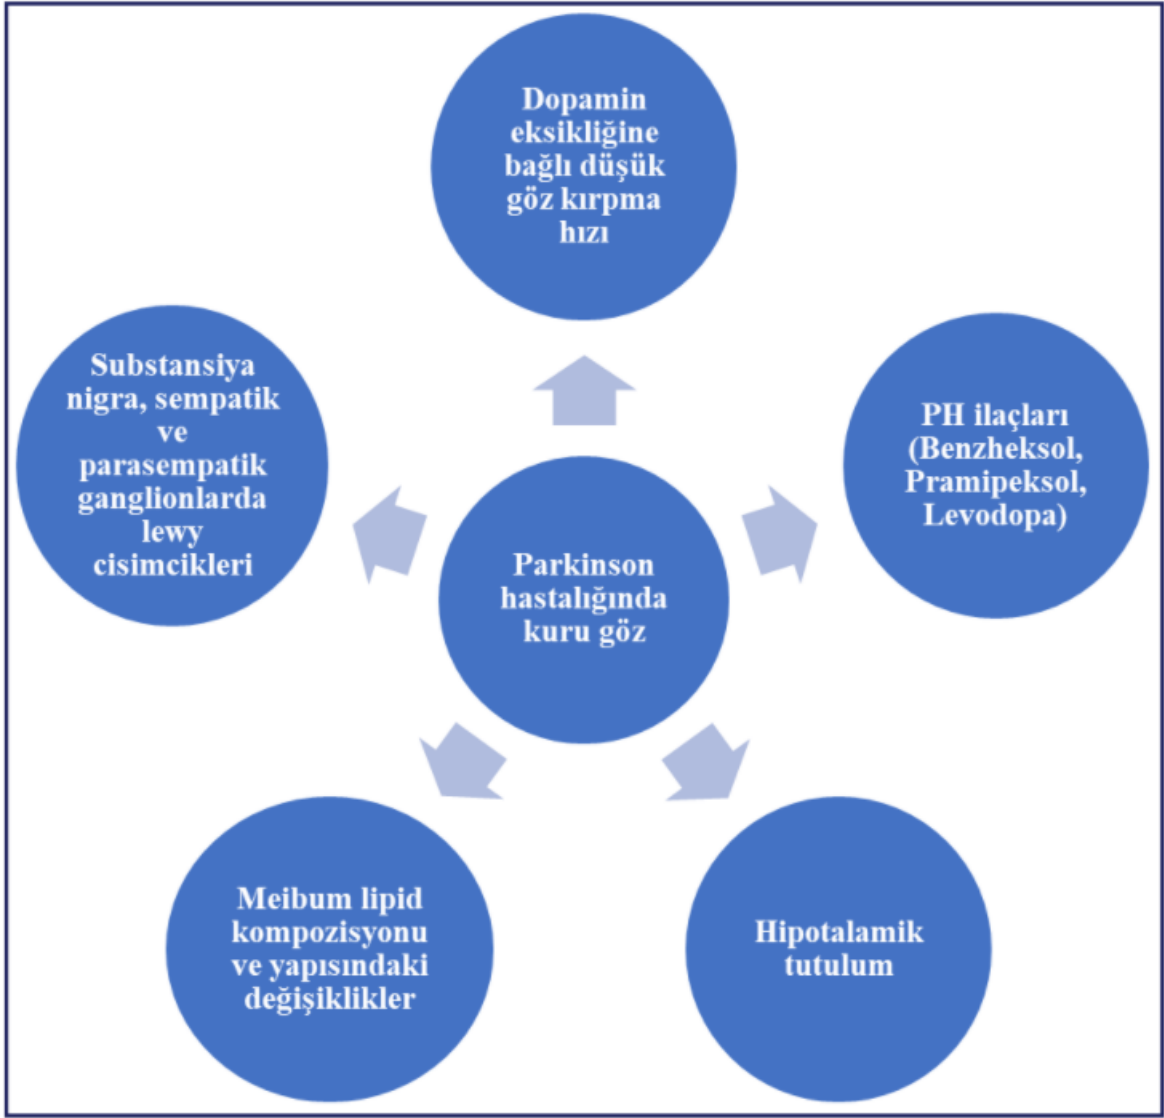 Dopamin
eksikliğine
bağlı düşük
göz kırpma
hızı
Substansiya
nigra, sempatik
ve
parasempatik
ganglionlarda
lewy
cisimcikleri
PH ilaçları
(Benzheksol,
Pramipeksol,
Levodopa)
Parkinson
hastalığında
kuru göz
Meibum lipid
kompozisyonu
ve yapısındaki
değişiklikler
Hipotalamik
tutulum